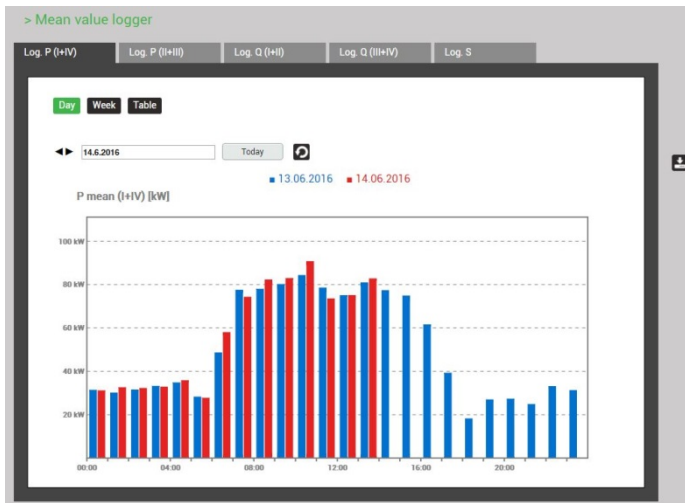 > Mean value logger
Log. P (I+IV) Log. P (II+III) Log. Q (I+II) Log. Q (III+IV) Log. S
Day Week Table
14.6.2016 Today
13.06.2016 14.06.2016
P mean (I+IV) [kW]
100 kW
80 kW
60 kW
40 kW
20 kW
00:00 04:00 08:00 12:00 16:00 20:00